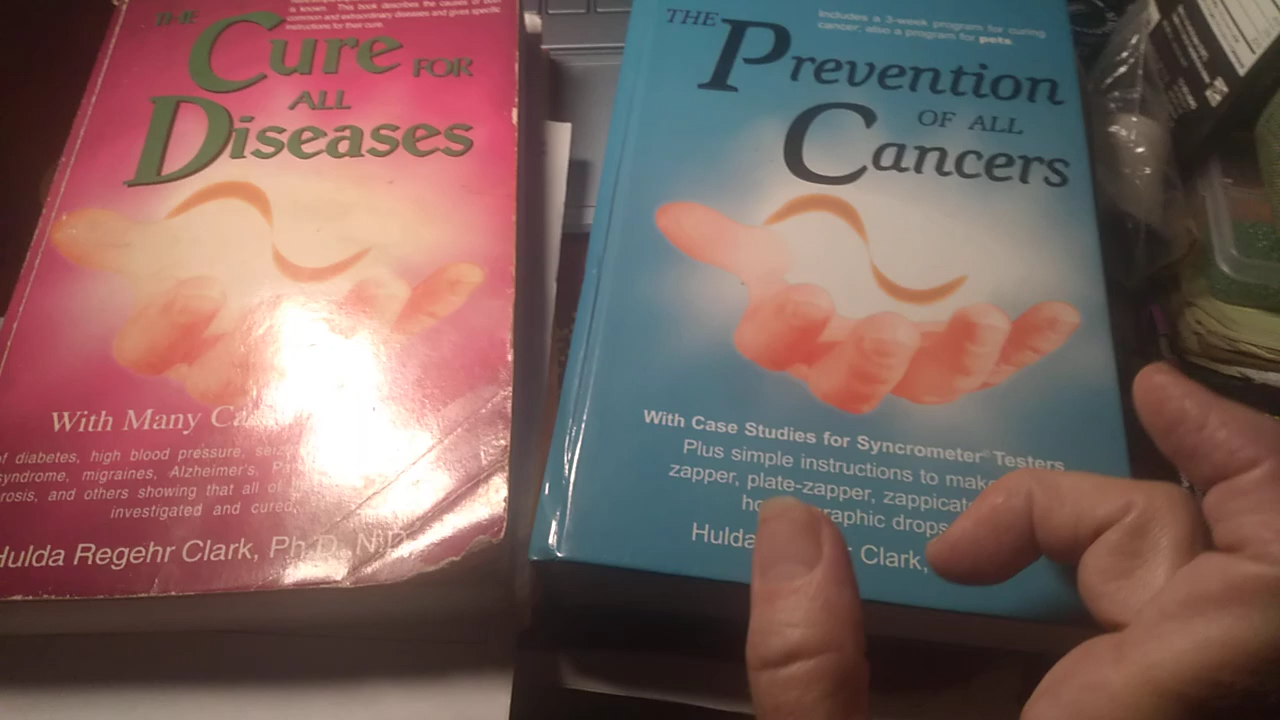 known. This book describes the causes of both
common and extraordinary diseases and gives specific
instructions for their cure.
THE
Cure FOR
ALL
Diseases
With Many Ca
of diabetes, high blood pressure, seiz
syndrome, migraines, Alzheimer's, Pa
rosis, and others showing that all of
investigated and cured.
Hulda Regehr Clark, Ph.D., N.D.
Includes a 3-week program for curing
cancer; also a program for pets.
THE
Prevention
OF ALL
Cancers
With Case Studies for Syncrometer® Testers
Plus simple instructions to make
zapper, plate-zapper, zappicat
ho graphic drops
Hulda r Clark,